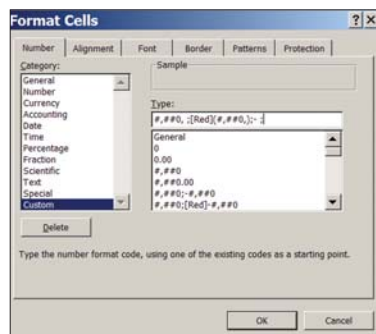 Format Cells
Number Alignment Font Border Patterns Protection
Category:
General
Number
Currency
Accounting
Date
Time
Percentage
Fraction
Scientific
Text
Special
Custom
Sample
Type:
#,##0, ;[Red](#,##0,);- ;
General
0
0.00
#,##0
#,##0.00
#,##0;-#,##0
#,##0;[Red]-#,##0
Delete
Type the number format code, using one of the existing codes as a starting point.
OK Cancel